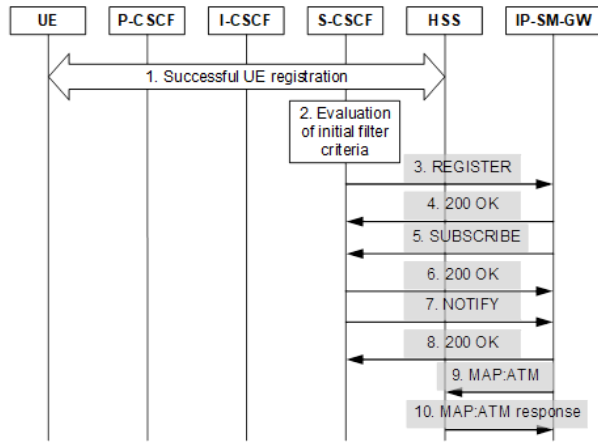 UE P-CSCF I-CSCF S-CSCF HSS IP-SM-GW
1. Successful UE registration
2. Evaluation
of initial filter
criteria
3. REGISTER
4. 200 OK
5. SUBSCRIBE
6. 200 OK
7. NOTIFY
8. 200 OK
9. MAP:ATM
10. MAP:ATM response